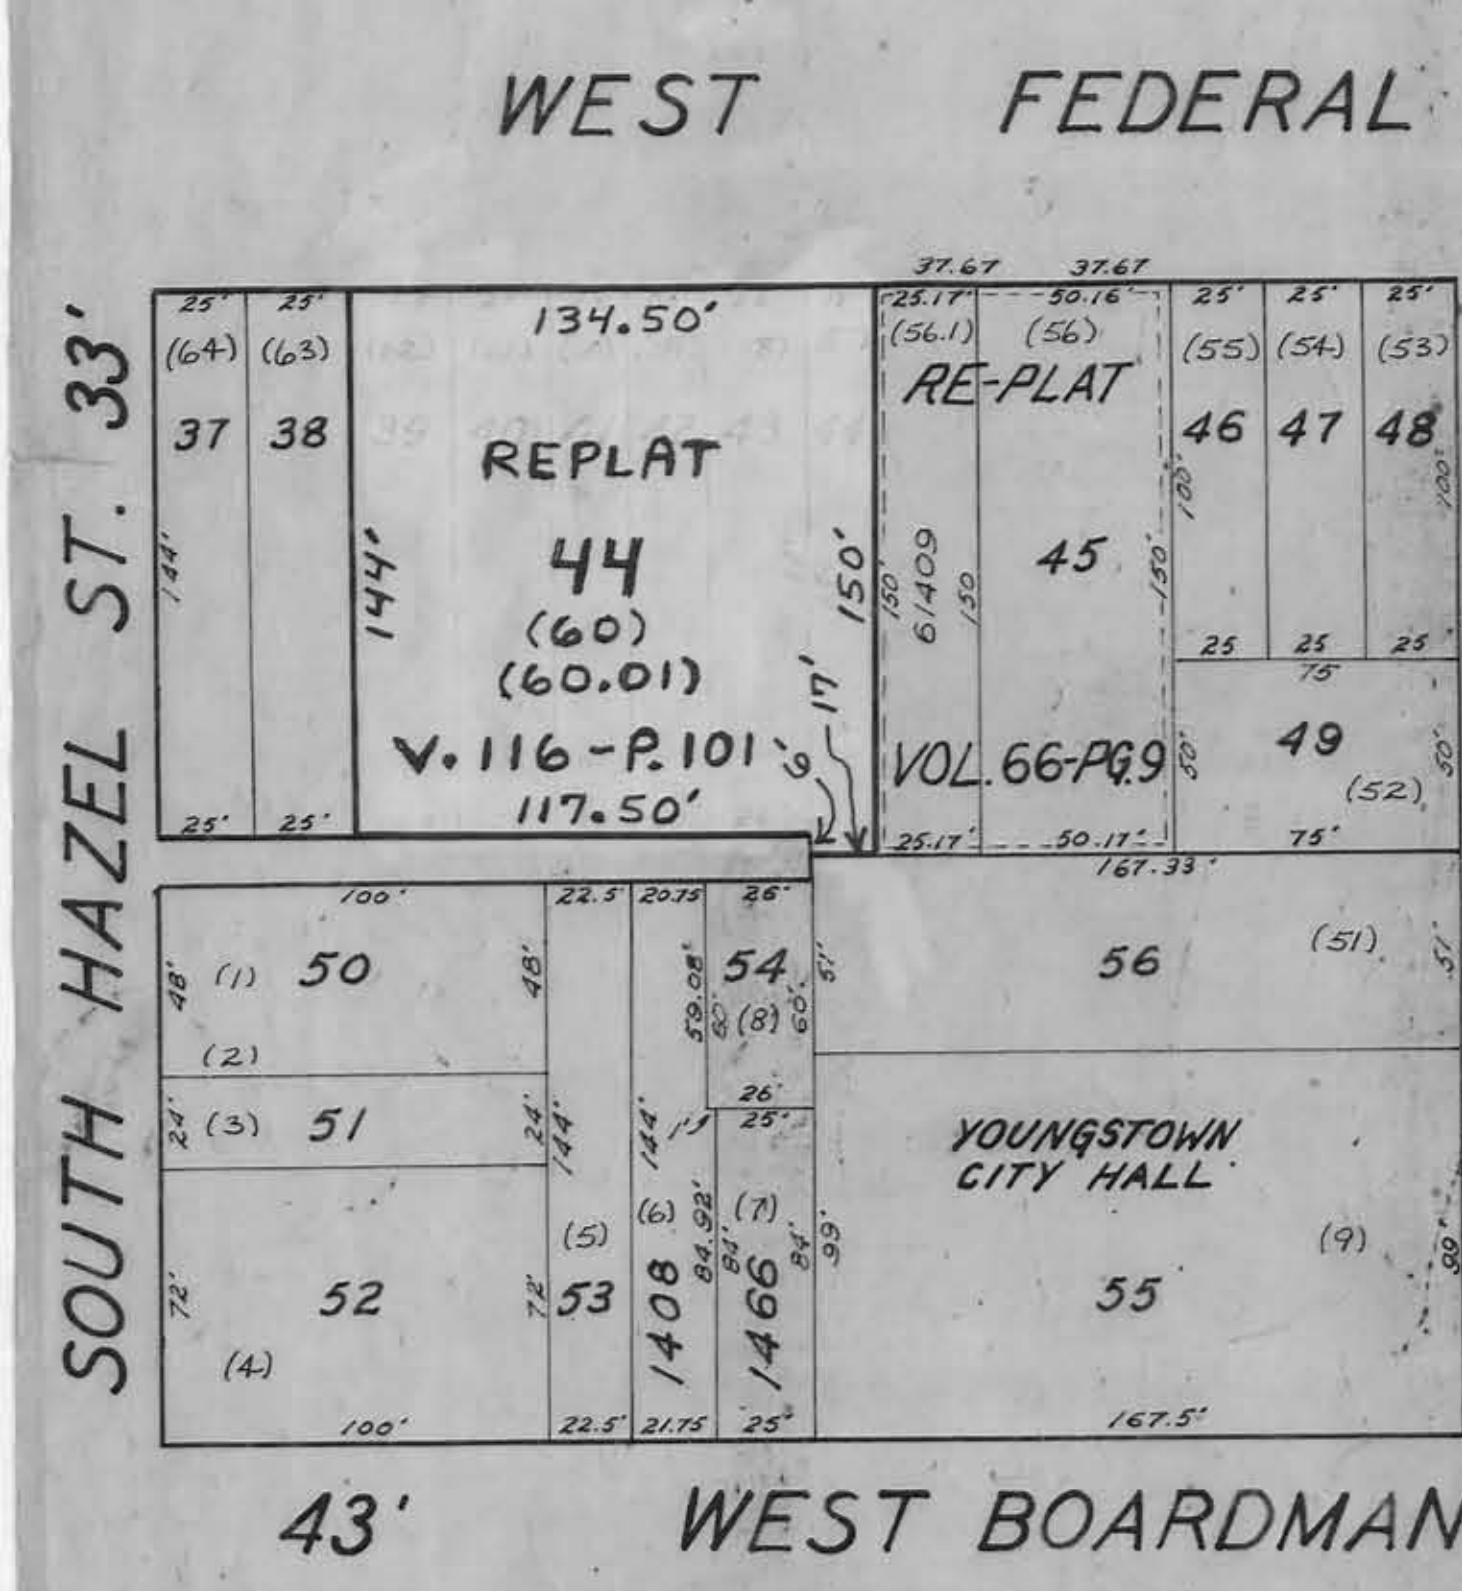 WEST FEDERAL
SOUTH HAZEL ST. 33'
37.67 37.67
25' 25' 134.50' 25.17' 50.16' 25' 25' 25'
(64) (63) (56.1) (56) (55) (54) (53)
RE-PLAT
37 38 REPLAT 46 47 48
100' 100'
144' 144' 44 150' 150' 61409 150 45 150'
(60)
(60.01)
25 25 25'
75
17'
V. 116 - P. 101 6' VOL. 66-PG.9 50' 49 50'
(52)
117.50'
25' 25' 25.17' 50.17' 75'
167.33'
100' 22.5' 20.75 26'
48' (1) 50 48' 59.08' 54 51' 56 (51) 51'
60' (8) 60'
(2)
26'
24' (3) 51 24' 144' 144' 1' 25'
YOUNGSTOWN
CITY HALL
(5) (6) 84.92' (7) 84' 84' 99' (9) 99'
72' 52 72' 53 1408 1466 55
(4)
100' 22.5' 21.75 25' 167.5'
43' WEST BOARDMAN